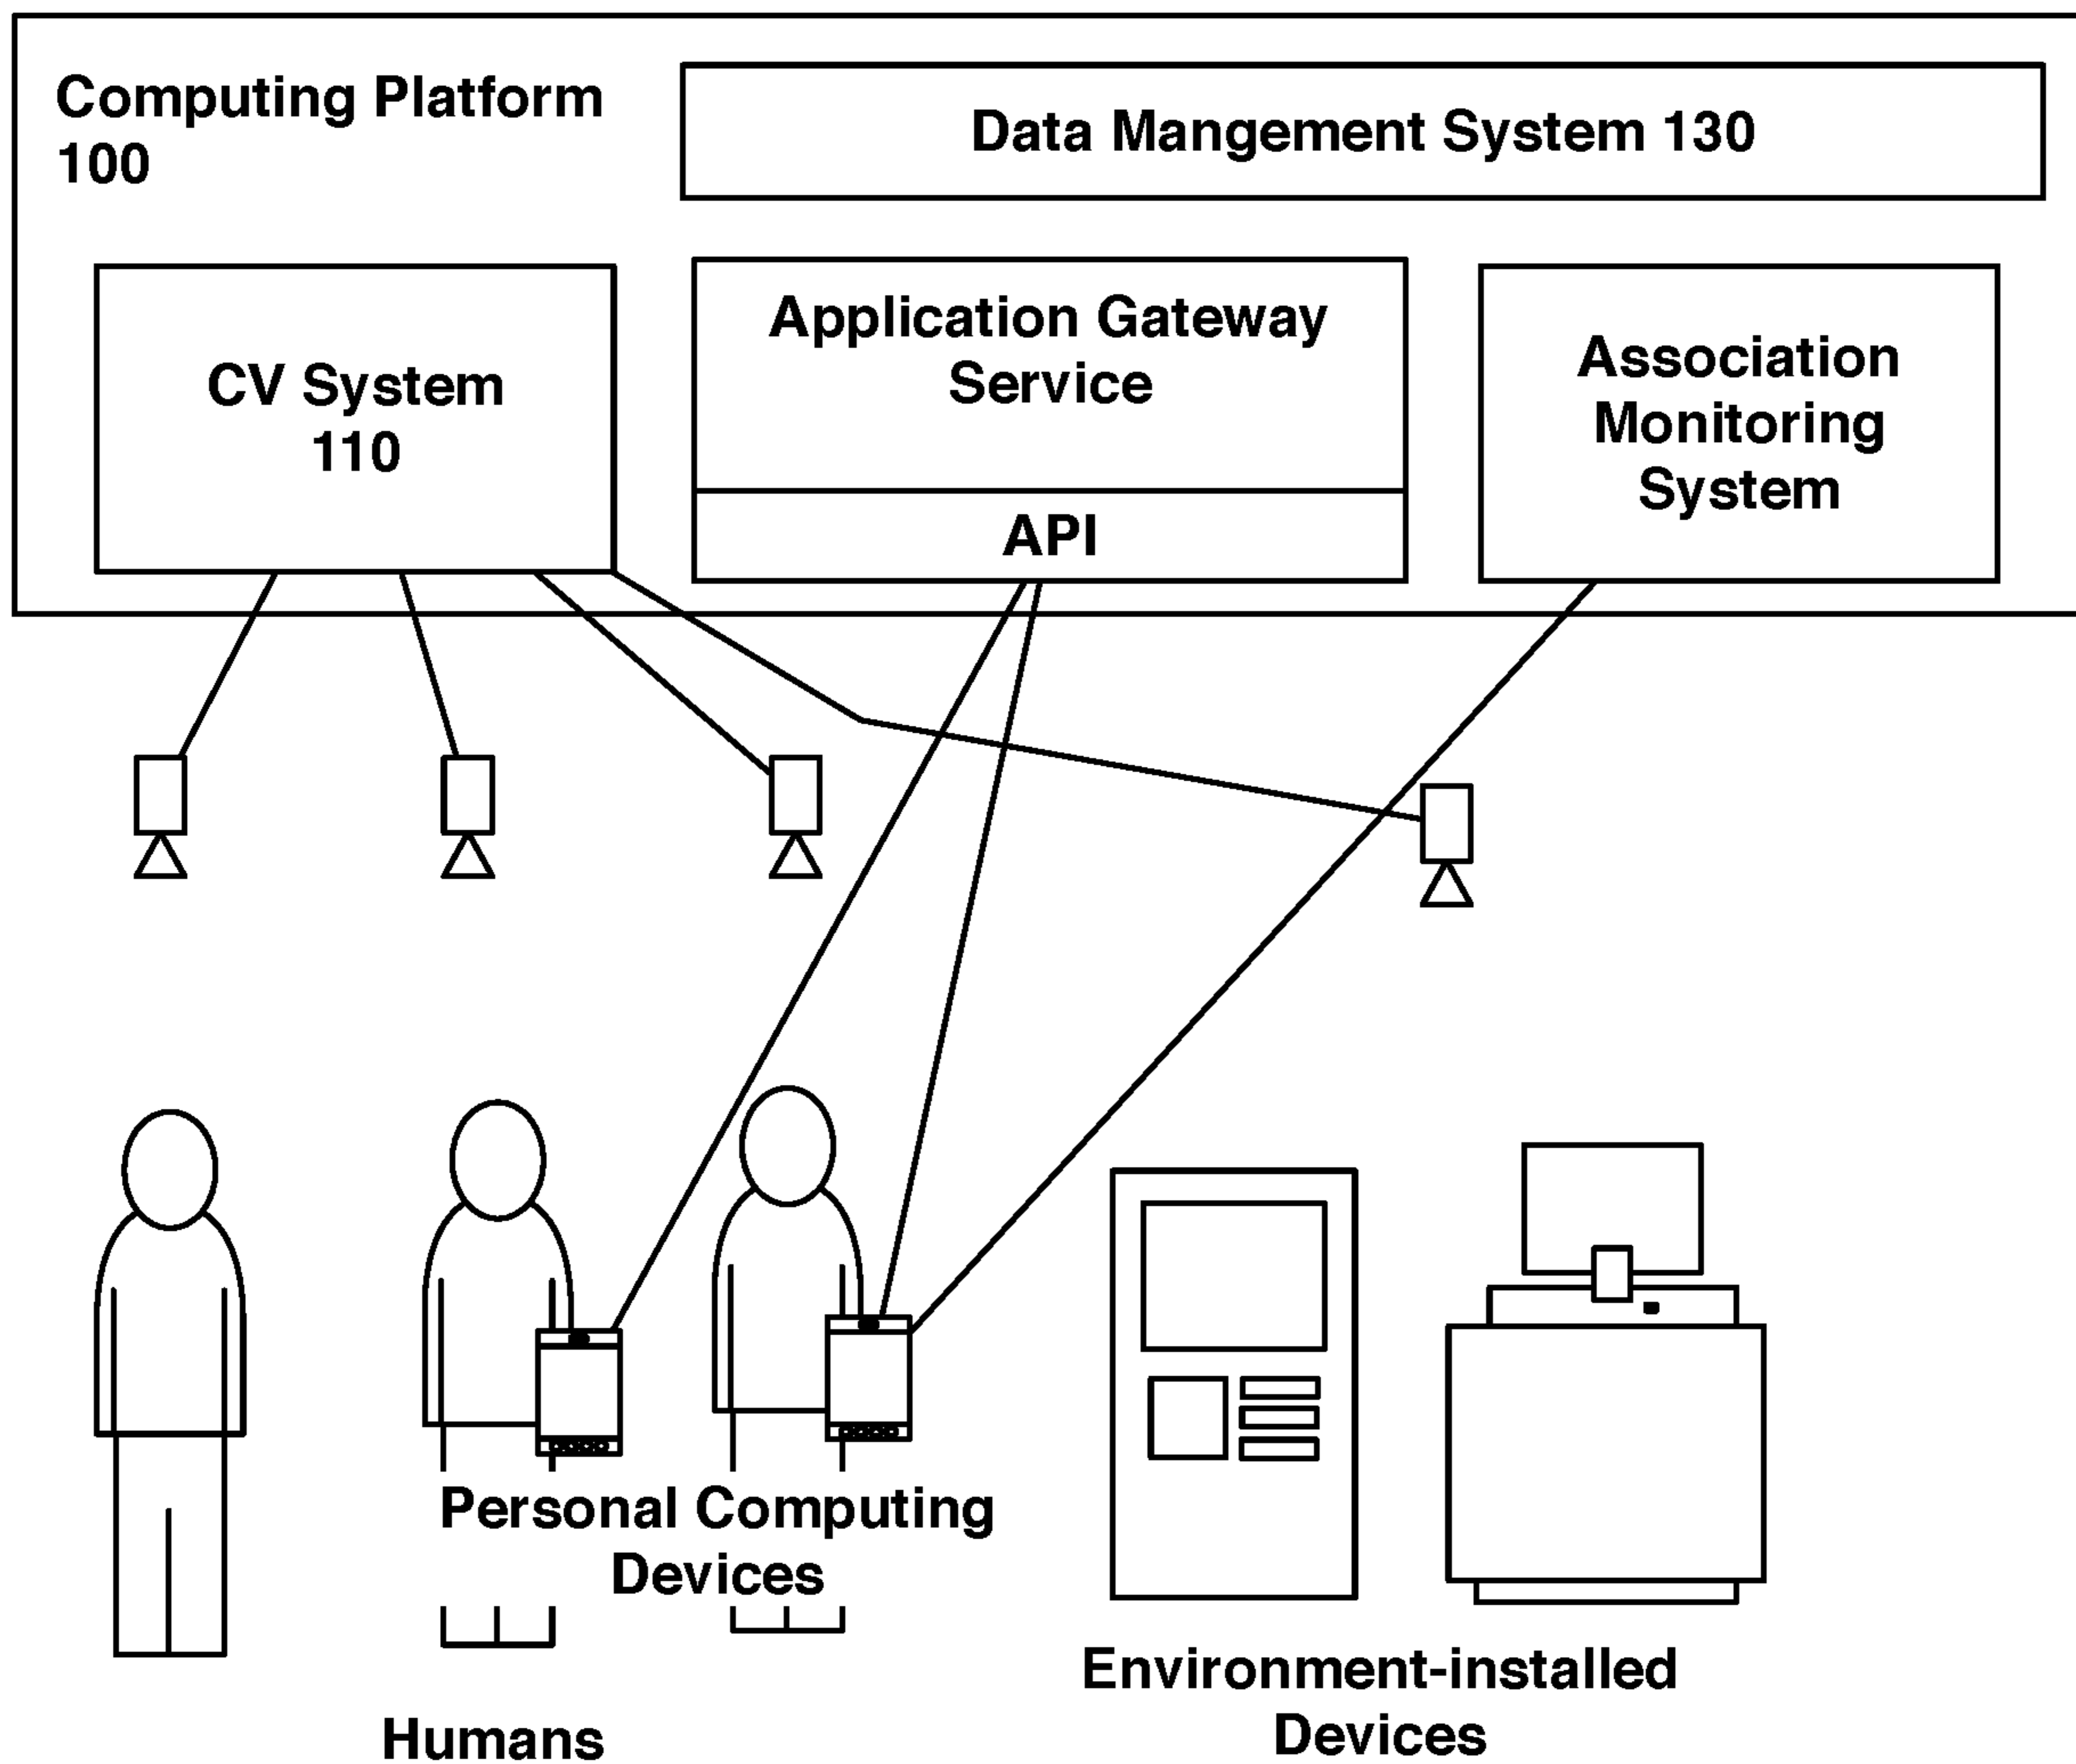 Computing Platform
100
Data Mangement System 130
CV System
110
Application Gateway
Service
API
Association
Monitoring
System
Personal Computing
Devices
Environment-installed
Devices
Humans